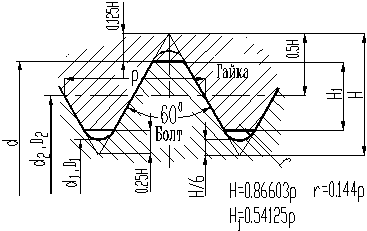 0.125H
P
Гайка
0.5H
H₁
H
60°
Болт
d
d₂, D₂
d₁, D₁
0.25H
H/6
r
H=0.86603p r=0.144p
H₁=0.54125p